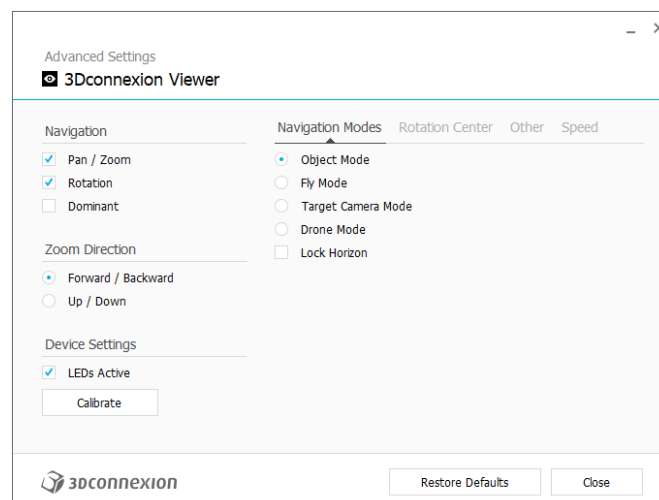 Advanced Settings
3Dconnexion Viewer
Navigation
Pan / Zoom
Rotation
Dominant
Zoom Direction
Forward / Backward
Up / Down
Device Settings
LEDs Active
Calibrate
Navigation Modes Rotation Center Other Speed
Object Mode
Fly Mode
Target Camera Mode
Drone Mode
Lock Horizon
3Dconnexion
Restore Defaults Close